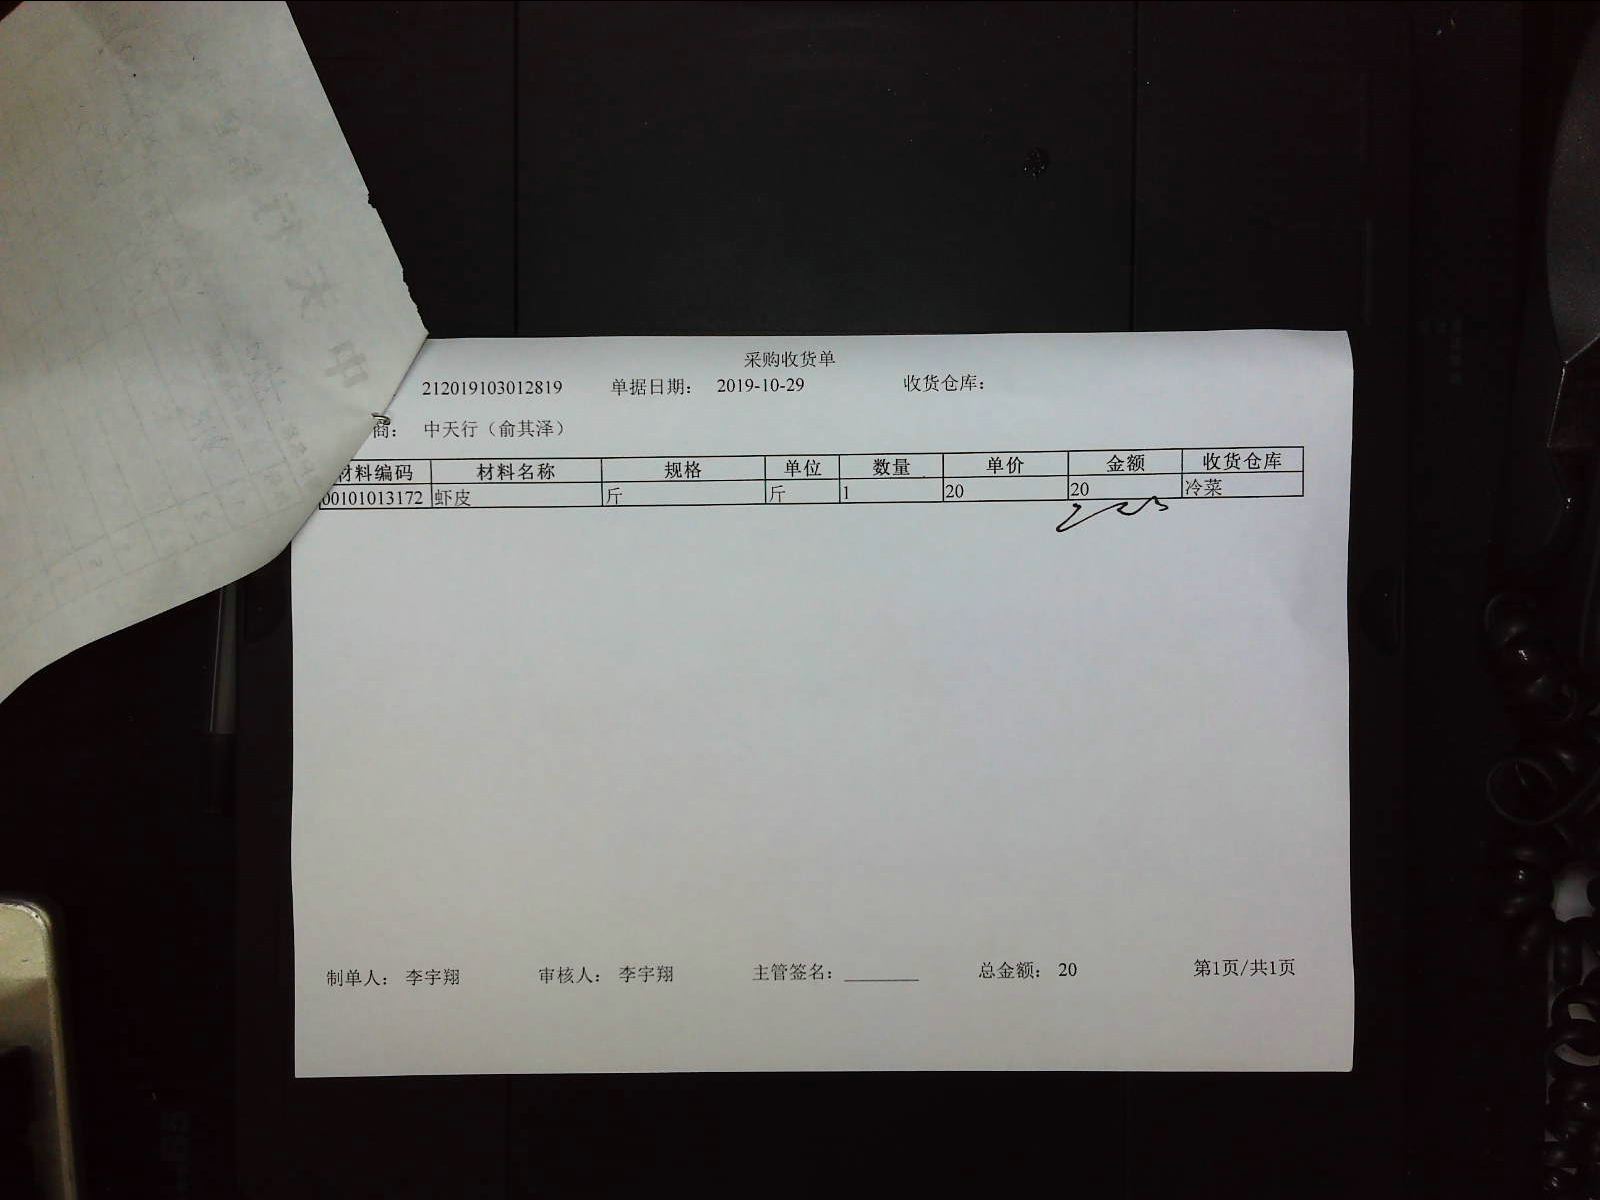 采购收货单
212019103012819 单据日期： 2019-10-29 收货仓库：
商： 中天行（俞其泽）
材料编码 材料名称 规格 单位 数量 单价 金额 收货仓库
00101013172 虾皮 斤 斤 1 20 20 冷菜
制单人： 李宇翔 审核人： 李宇翔 主管签名： 总金额： 20 第1页/共1页
中天行